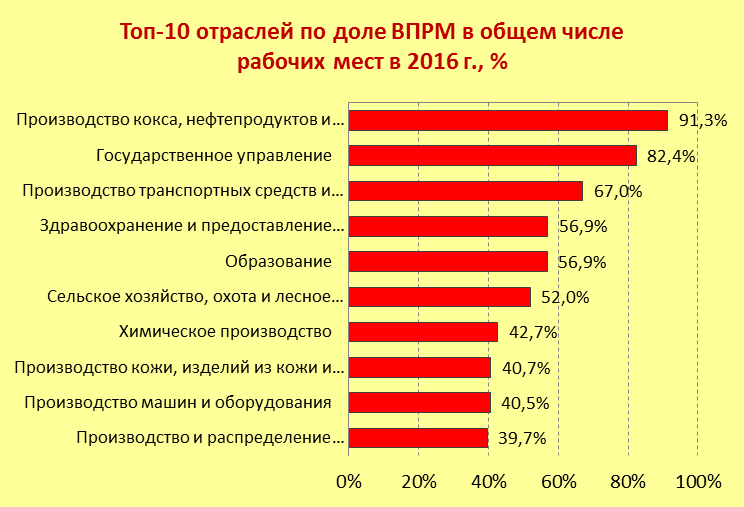 Топ-10 отраслей по доле ВПРМ в общем числе
рабочих мест в 2016 г., %
Производство кокса, нефтепродуктов и... 91,3%
Государственное управление 82,4%
Производство транспортных средств и... 67,0%
Здравоохранение и предоставление... 56,9%
Образование 56,9%
Сельское хозяйство, охота и лесное... 52,0%
Химическое производство 42,7%
Производство кожи, изделий из кожи и... 40,7%
Производство машин и оборудования 40,5%
Производство и распределение... 39,7%
0% 20% 40% 60% 80% 100%